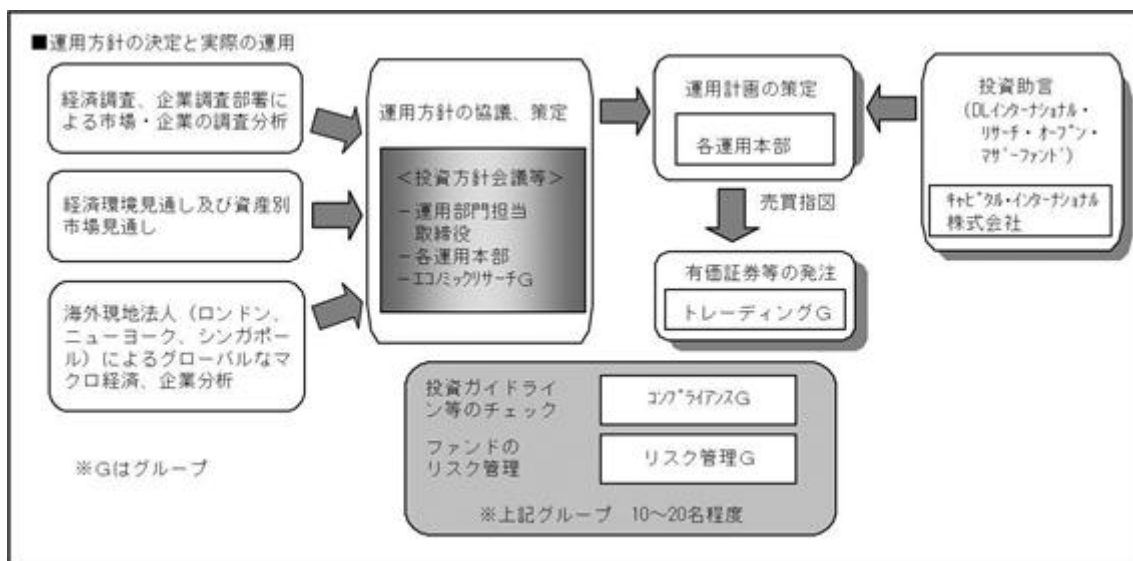 ■運用方針の決定と実際の運用
経済調査、企業調査部署に
よる市場・企業の調査分析
経済環境見通し及び資産別
市場見通し
海外現地法人（ロンドン、
ニューヨーク、シンガポー
ル）によるグローバルなマ
クロ経済、企業分析
※Gはグループ
運用方針の協議、策定
＜投資方針会議等＞
－運用部門担当
取締役
－各運用本部
－ｴｺﾉﾐｯｸﾘｻｰﾁG
運用計画の策定
各運用本部
売買指図
有価証券等の発注
トレーディングG
投資助言
(DLｲﾝﾀｰﾅｼｮﾅﾙ・
ﾘｻｰﾁ・ｵｰﾌﾟﾝ・
ﾏｻﾞｰﾌｧﾝﾄﾞ)
ｷｬﾋﾟﾀﾙ・ｲﾝﾀｰﾅｼｮﾅﾙ
株式会社
投資ガイドライ
ン等のチェック
ｺﾝﾌﾟﾗｲｱﾝｽG
ファンドの
リスク管理
リスク管理G
※上記グループ　10～20名程度